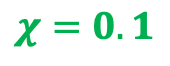 χ = 0.1